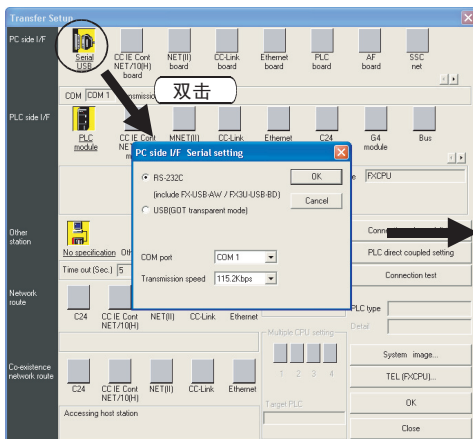 Transfer Setup
PC side I/F
Serial USB
CC IE Cont NET/10(H) board
NET(II) board
CC-Link board
Ethernet board
PLC board
AF board
SSC net
COM COM 1
双击
PLC side I/F
PLC module
CC IE Cont
MNET(II)
CC-Link
Ethernet
C24
G4 module
Bus
PC side I/F Serial setting
RS-232C
(include FX-USB-AW / FX3U-USB-BD)
USB(GOT transparent mode)
OK
Cancel
COM port COM 1
Transmission speed 115.2Kbps
FXCPU
Other station
No specification
Time out (Sec.) 5
PLC direct coupled setting
Connection test
Network route
C24
CC IE Cont NET/10(H)
NET(II)
CC-Link
Ethernet
PLC type
Detail
Multiple CPU setting
1 2 3 4
Target PLC
System image...
TEL (FXCPU)...
OK
Close
Co-existence network route
C24
CC IE Cont NET/10(H)
NET(II)
CC-Link
Ethernet
Accessing host station